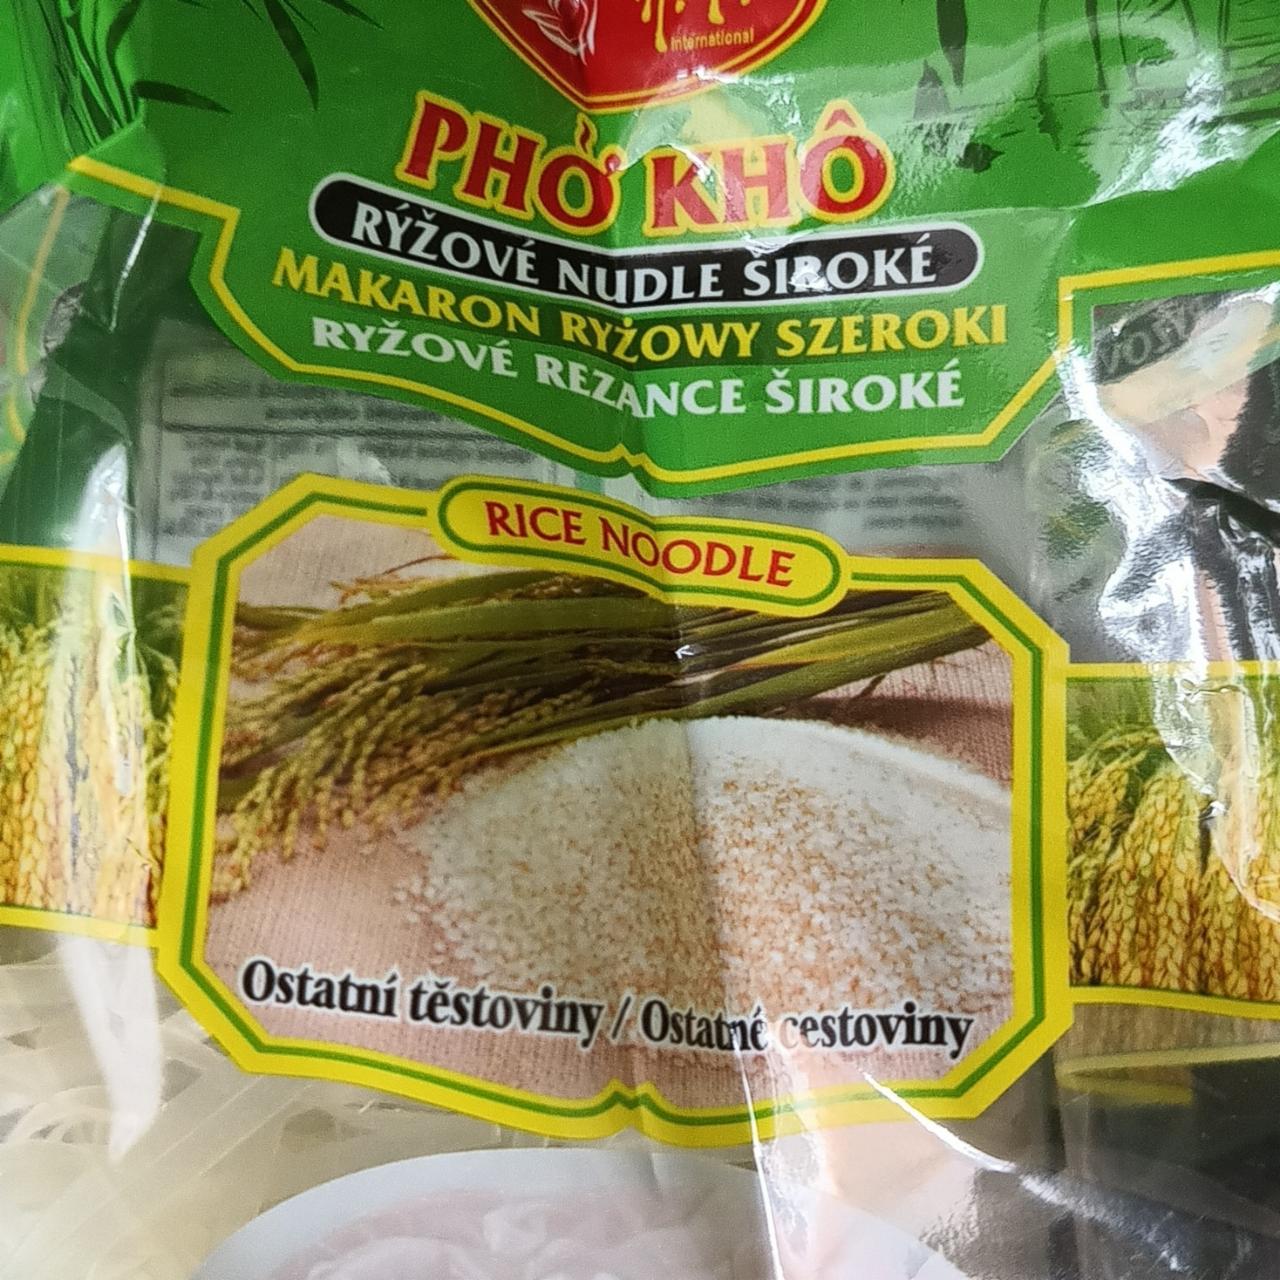 International
PHỞ KHÔ
RÝŽOVÉ NUDLE ŠIROKÉ
MAKARON RYŻOWY SZEROKI
RYŽOVÉ REZANCE ŠIROKÉ
RICE NOODLE
Ostatní těstoviny / Ostatné cestoviny